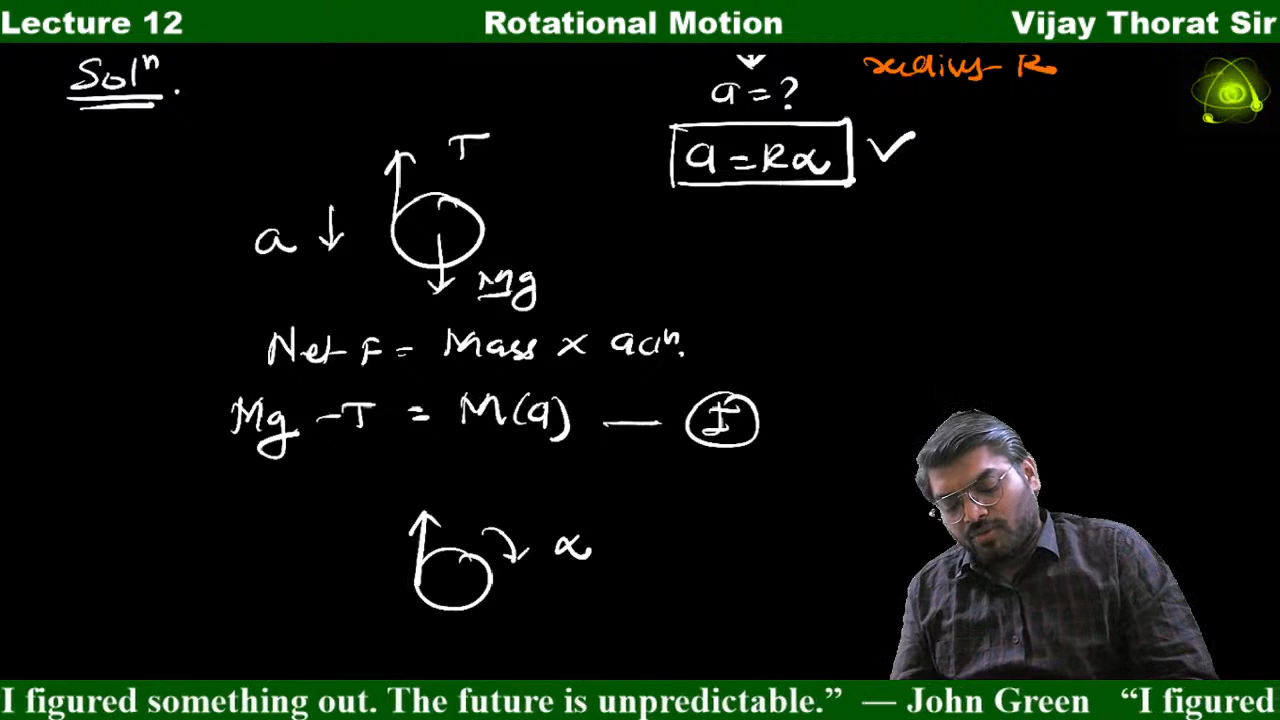 Lecture 12
Rotational Motion
Vijay Thorat Sir
Solⁿ.
radius - R
a = ?
a = Rα ✓
T
a ↓
Mg
Net F = Mass × accⁿ.
Mg - T = M(a) — I
α
I figured something out. The future is unpredictable.” — John Green “I figured